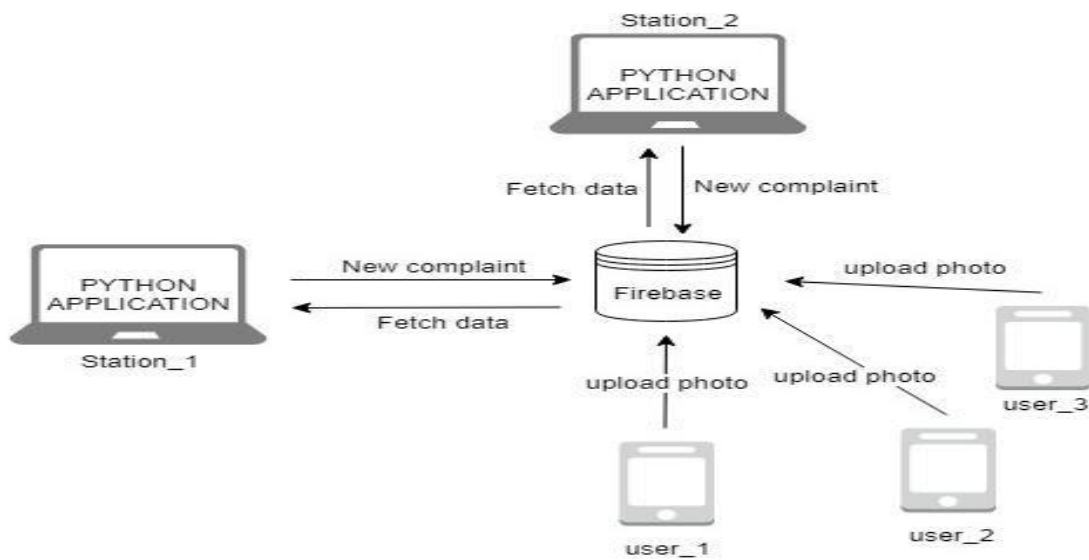 Station_2
PYTHON
APPLICATION
Fetch data
New complaint
PYTHON
APPLICATION
Station_1
New complaint
Fetch data
Firebase
upload photo
user_3
upload photo
user_2
upload photo
user_1